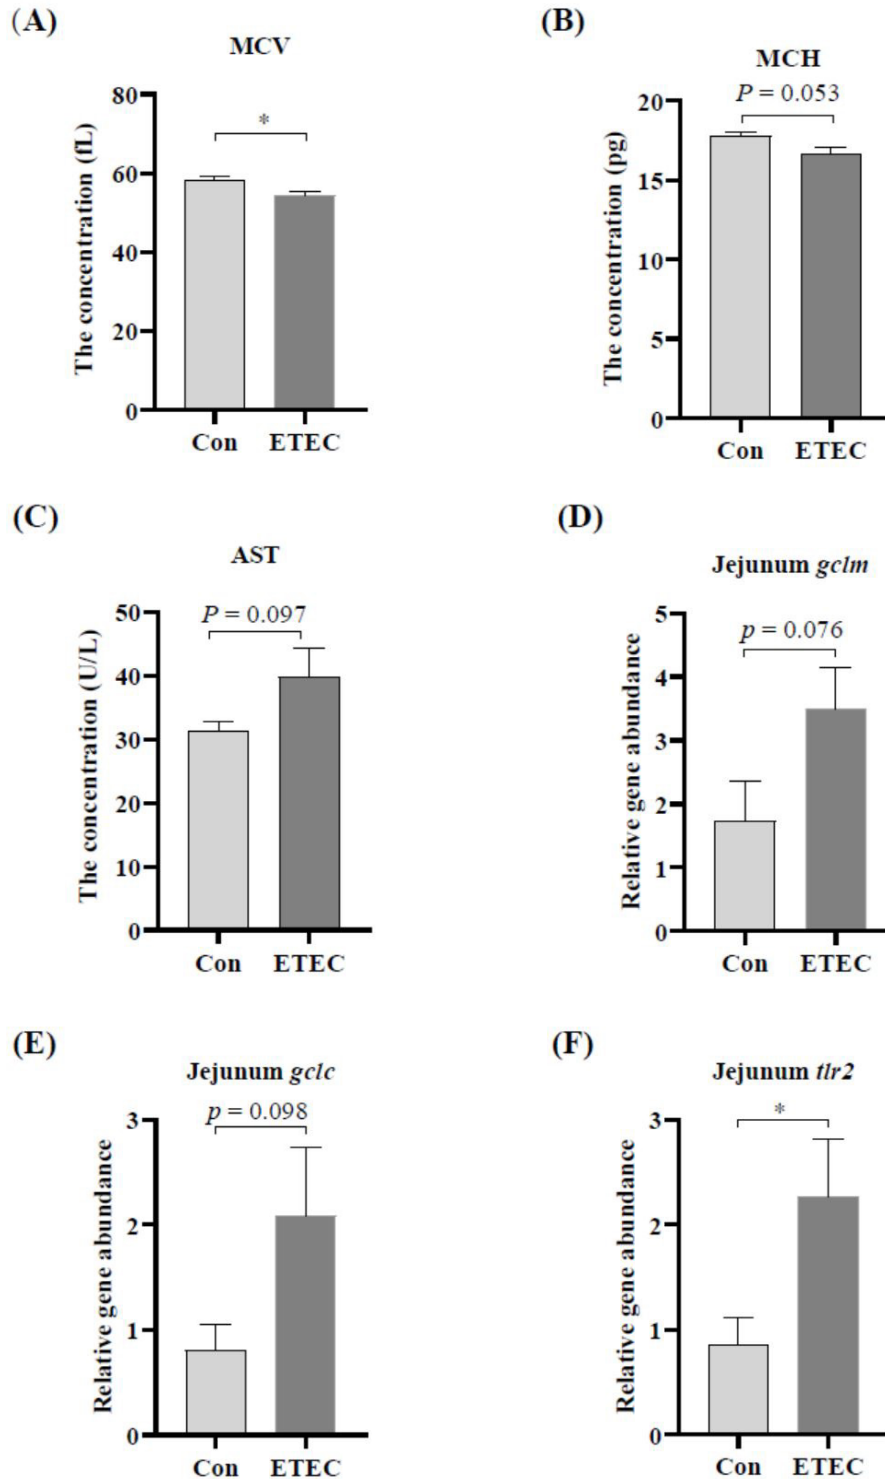 (A)
MCV
The concentration (fL)
80
60
40
20
0
*
Con ETEC
(B)
MCH
P = 0.053
The concentration (pg)
20
15
10
5
0
Con ETEC
(C)
AST
P = 0.097
The concentration (U/L)
50
40
30
20
10
0
Con ETEC
(D)
Jejunum gclm
p = 0.076
Relative gene abundance
5
4
3
2
1
0
Con ETEC
(E)
Jejunum gclc
p = 0.098
Relative gene abundance
3
2
1
0
Con ETEC
(F)
Jejunum tlr2
*
Relative gene abundance
3
2
1
0
Con ETEC